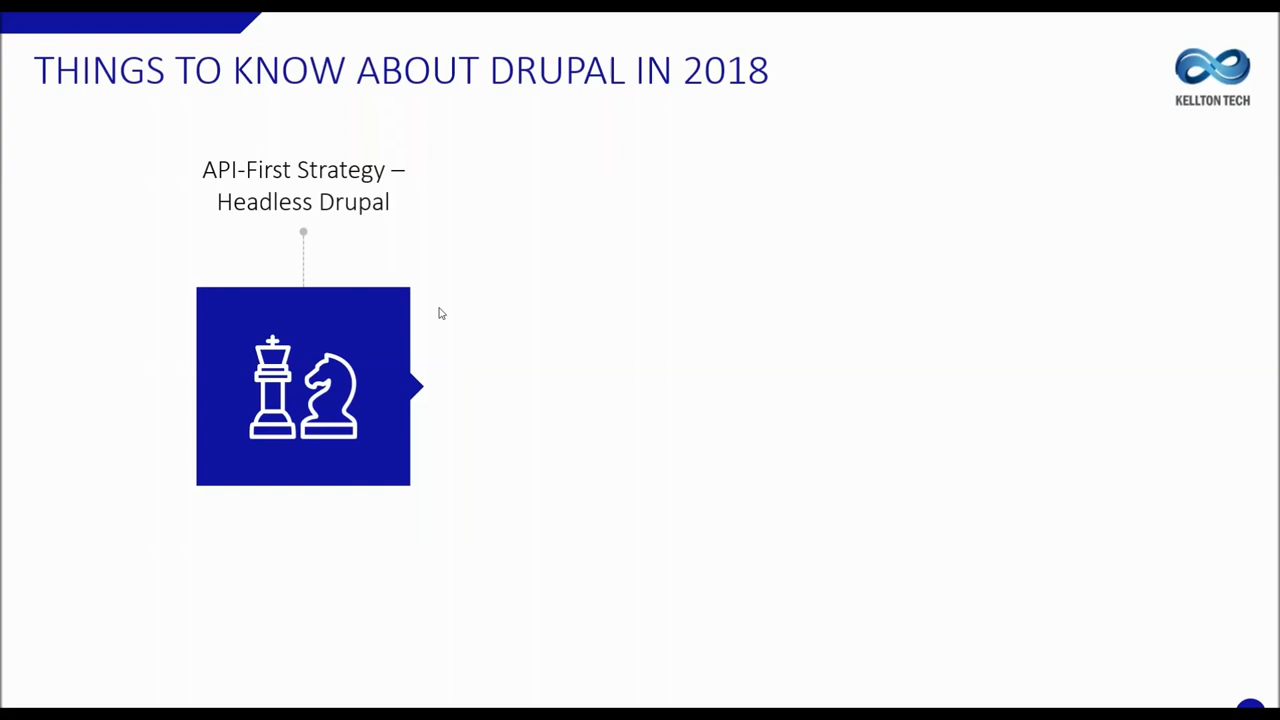 THINGS TO KNOW ABOUT DRUPAL IN 2018
KELLTON TECH
API-First Strategy –
Headless Drupal